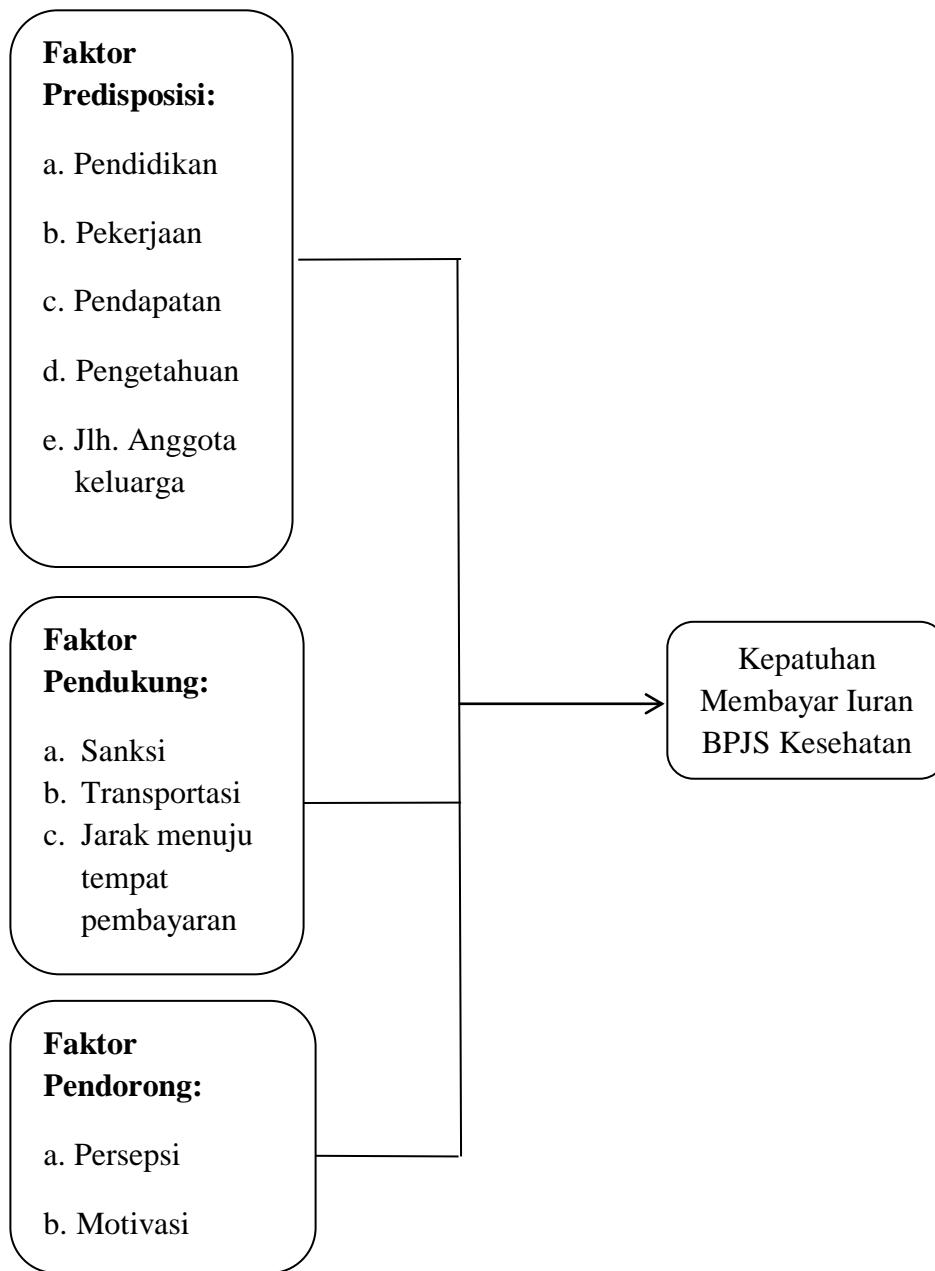 Faktor
Predisposisi:
a. Pendidikan
b. Pekerjaan
c. Pendapatan
d. Pengetahuan
e. Jlh. Anggota
keluarga
Faktor
Pendukung:
a. Sanksi
b. Transportasi
c. Jarak menuju
tempat
pembayaran
Faktor
Pendorong:
a. Persepsi
b. Motivasi
Kepatuhan
Membayar Iuran
BPJS Kesehatan